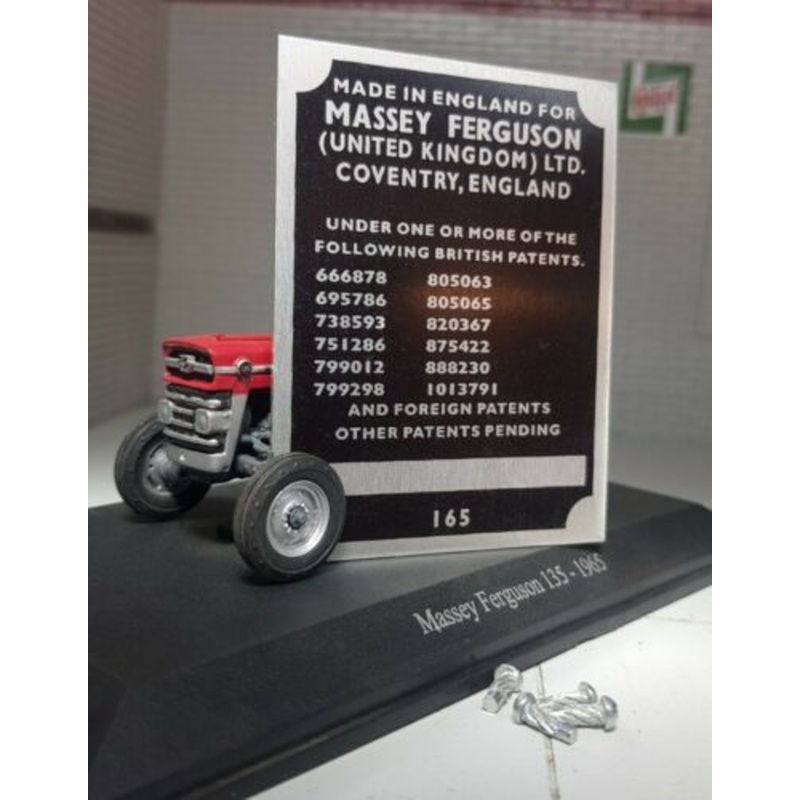 MADE IN ENGLAND FOR
MASSEY FERGUSON
(UNITED KINGDOM) LTD.
COVENTRY, ENGLAND
UNDER ONE OR MORE OF THE
FOLLOWING BRITISH PATENTS.
666878 805063
695786 805065
738593 820367
751286 875422
799012 888230
799298 1013791
AND FOREIGN PATENTS
OTHER PATENTS PENDING
165
Massey Ferguson 135 - 1965